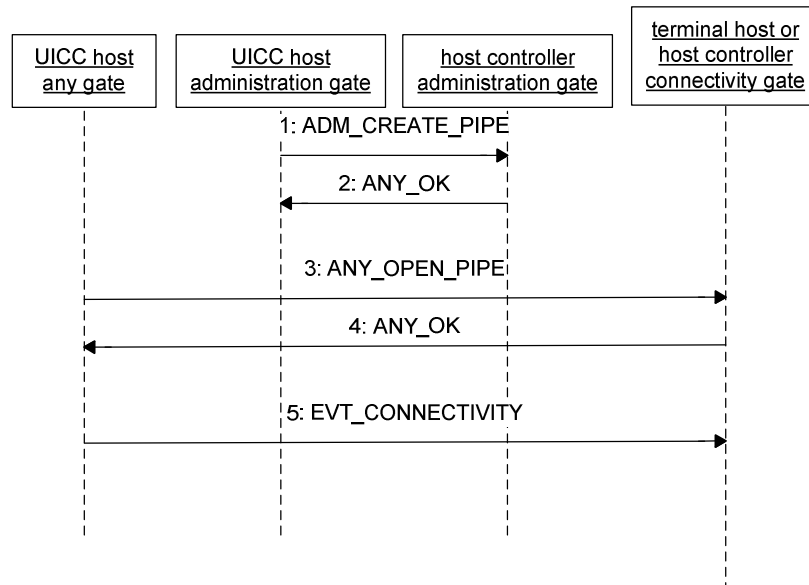 UICC host
any gate
UICC host
administration gate
host controller
administration gate
terminal host or
host controller
connectivity gate
1: ADM_CREATE_PIPE
2: ANY_OK
3: ANY_OPEN_PIPE
4: ANY_OK
5: EVT_CONNECTIVITY